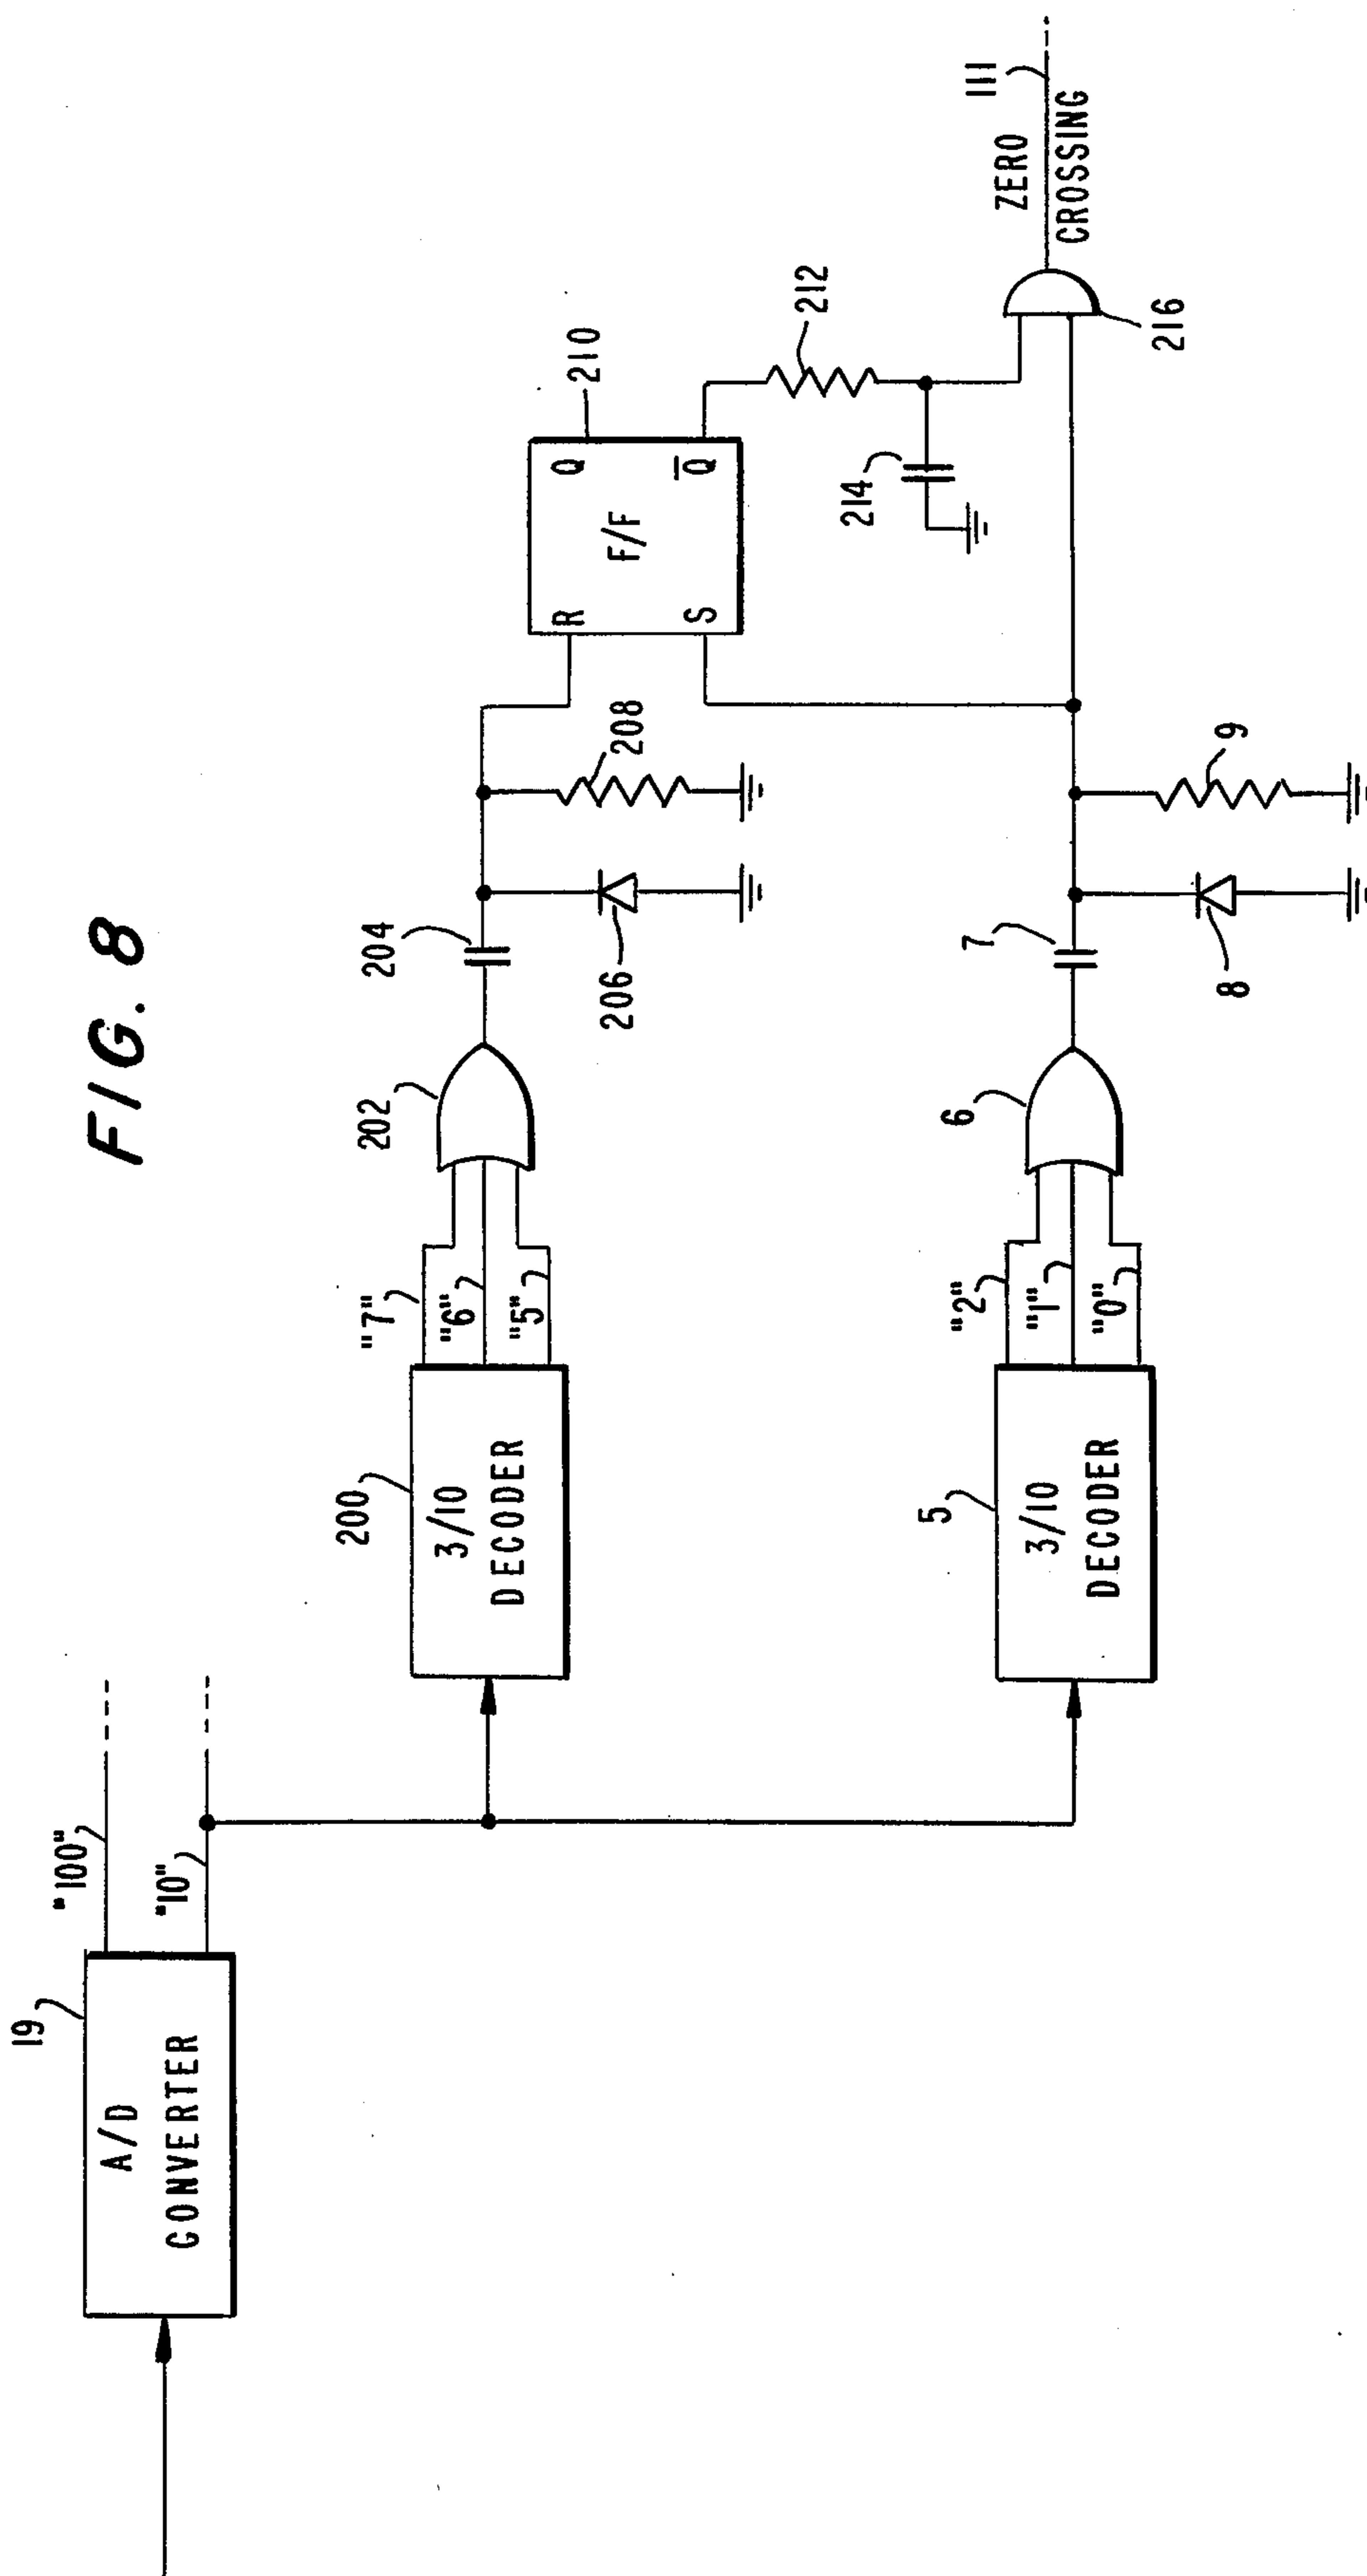 FIG. 8
19
A/D
CONVERTER
"100"
"10"
200
3/10
DECODER
"7"
"6"
"5"
202
204
206
208
R
S
F/F
Q
Q̅
210
212
214
5
3/10
DECODER
"2"
"1"
"0"
6
7
8
9
216
ZERO
CROSSING
111